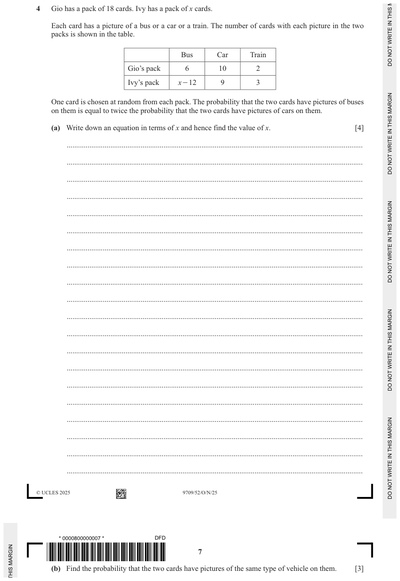 4 Gio has a pack of 18 cards. Ivy has a pack of x cards.
Each card has a picture of a bus or a car or a train. The number of cards with each picture in the two
packs is shown in the table.
Bus Car Train
Gio's pack 6 10 2
Ivy's pack x − 12 9 3
One card is chosen at random from each pack. The probability that the two cards have pictures of buses
on them is equal to twice the probability that the two cards have pictures of cars on them.
(a) Write down an equation in terms of x and hence find the value of x. [4]
© UCLES 2025 9709/52/O/N/25
DO NOT WRITE IN THIS MARGIN
DO NOT WRITE IN THIS MARGIN
DO NOT WRITE IN THIS MARGIN
DO NOT WRITE IN THIS MARGIN
DO NOT WRITE IN THIS MARGIN
THIS MARGIN
* 0000800000007 * DFD
7
(b) Find the probability that the two cards have pictures of the same type of vehicle on them. [3]